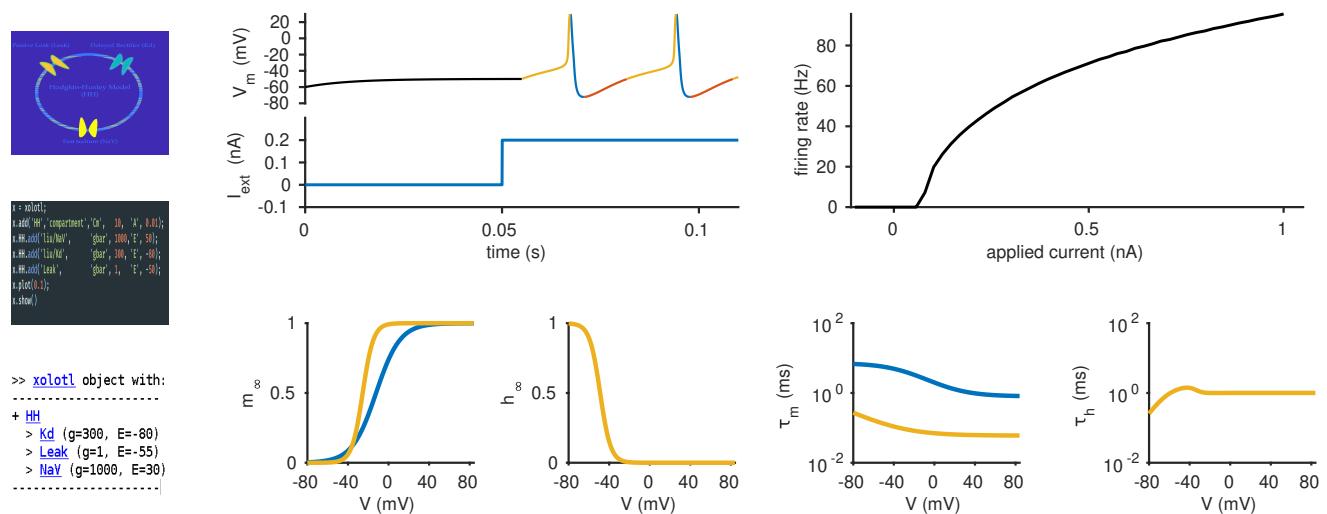 Passive Leak (Leak)
Delayed Rectifier (Kd)
Hodgkin-Huxley Model
(HH)
Fast Sodium (NaV)
x = xolotl;
x.add('HH','compartment','Cm', 10, 'A', 0.01);
x.HH.add('liu/NaV', 'gbar', 1000,'E', 50);
x.HH.add('liu/Kd', 'gbar', 300, 'E', -80);
x.HH.add('Leak', 'gbar', 1, 'E', -50);
x.plot(0.1);
x.show()
>> xolotl object with:
---------------------
+ HH
> Kd (g=300, E=-80)
> Leak (g=1, E=-55)
> NaV (g=1000, E=30)
---------------------
V_m (mV)
20
0
-20
-40
-60
-80
I_ext (nA)
0.2
0.1
0
-0.1
0
0.05
0.1
time (s)
firing rate (Hz)
80
60
40
20
0
0
0.5
1
applied current (nA)
m_∞
1
0.5
0
-80 -40 0 40 80
V (mV)
h_∞
1
0.5
0
-80 -40 0 40 80
V (mV)
τ_m (ms)
10^2
10^0
10^-2
-80 -40 0 40 80
V (mV)
τ_h (ms)
10^2
10^0
10^-2
-80 -40 0 40 80
V (mV)